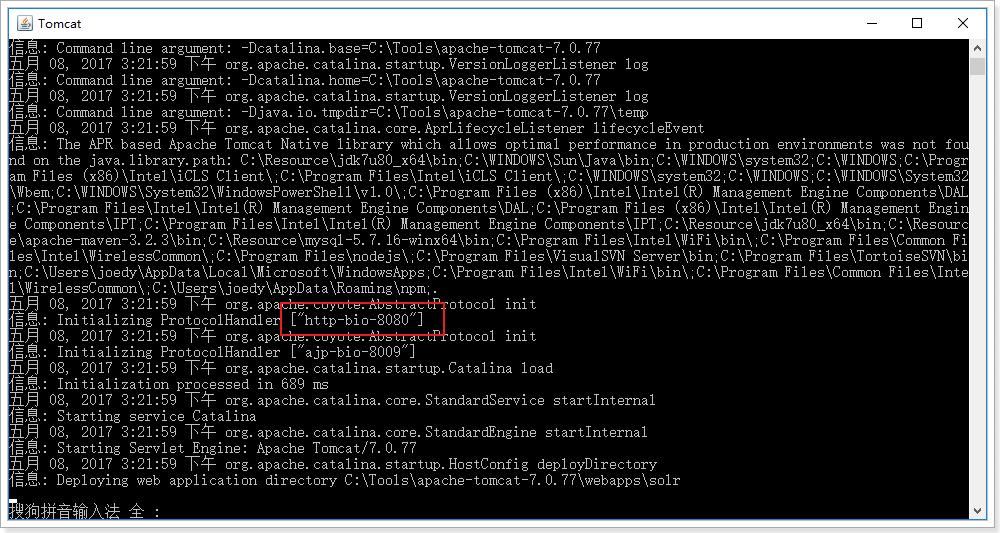 Tomcat
信息: Command line argument: -Dcatalina.base=C:\Tools\apache-tomcat-7.0.77
五月 08, 2017 3:21:59 下午 org.apache.catalina.startup.VersionLoggerListener log
信息: Command line argument: -Dcatalina.home=C:\Tools\apache-tomcat-7.0.77
五月 08, 2017 3:21:59 下午 org.apache.catalina.startup.VersionLoggerListener log
信息: Command line argument: -Djava.io.tmpdir=C:\Tools\apache-tomcat-7.0.77\temp
五月 08, 2017 3:21:59 下午 org.apache.catalina.core.AprLifecycleListener lifecycleEvent
信息: The APR based Apache Tomcat Native library which allows optimal performance in production environments was not fou
nd on the java.library.path: C:\Resource\jdk7u80_x64\bin;C:\WINDOWS\Sun\Java\bin;C:\WINDOWS\system32;C:\WINDOWS;C:\Progr
am Files (x86)\Intel\iCLS Client\;C:\Program Files\Intel\iCLS Client\;C:\WINDOWS\system32;C:\WINDOWS;C:\WINDOWS\System32
\Wbem;C:\WINDOWS\System32\WindowsPowerShell\v1.0\;C:\Program Files (x86)\Intel\Intel(R) Management Engine Components\DAL
;C:\Program Files\Intel\Intel(R) Management Engine Components\DAL;C:\Program Files (x86)\Intel\Intel(R) Management Engin
e Components\IPT;C:\Program Files\Intel\Intel(R) Management Engine Components\IPT;C:\Resource\jdk7u80_x64\bin;C:\Resourc
e\apache-maven-3.2.3\bin;C:\Resource\mysql-5.7.16-winx64\bin;C:\Program Files\Intel\WiFi\bin\;C:\Program Files\Common Fi
les\Intel\WirelessCommon\;C:\Program Files\nodejs\;C:\Program Files\VisualSVN Server\bin;C:\Program Files\TortoiseSVN\bi
n;C:\Users\joedy\AppData\Local\Microsoft\WindowsApps;C:\Program Files\Intel\WiFi\bin\;C:\Program Files\Common Files\Inte
l\WirelessCommon\;C:\Users\joedy\AppData\Roaming\npm;.
五月 08, 2017 3:21:59 下午 org.apache.coyote.AbstractProtocol init
信息: Initializing ProtocolHandler ["http-bio-8080"]
五月 08, 2017 3:21:59 下午 org.apache.coyote.AbstractProtocol init
信息: Initializing ProtocolHandler ["ajp-bio-8009"]
五月 08, 2017 3:21:59 下午 org.apache.catalina.startup.Catalina load
信息: Initialization processed in 689 ms
五月 08, 2017 3:21:59 下午 org.apache.catalina.core.StandardService startInternal
信息: Starting service Catalina
五月 08, 2017 3:21:59 下午 org.apache.catalina.core.StandardEngine startInternal
信息: Starting Servlet Engine: Apache Tomcat/7.0.77
五月 08, 2017 3:21:59 下午 org.apache.catalina.startup.HostConfig deployDirectory
信息: Deploying web application directory C:\Tools\apache-tomcat-7.0.77\webapps\solr
搜狗拼音输入法 全 :